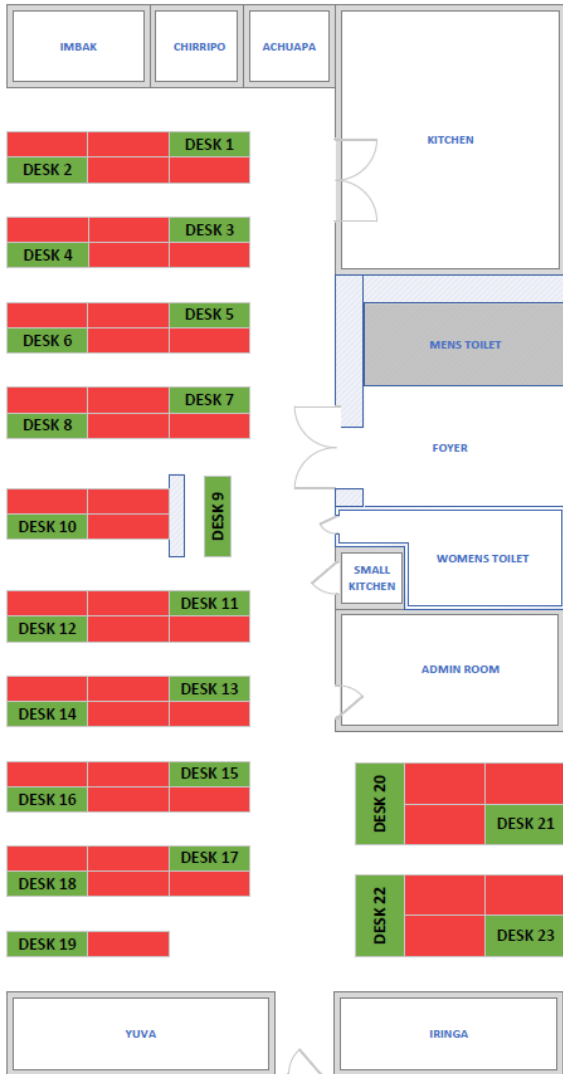 IMBAK
CHIRRIPO
ACHUAPA
KITCHEN
DESK 1
DESK 2
DESK 3
DESK 4
DESK 5
DESK 6
MENS TOILET
DESK 7
DESK 8
FOYER
DESK 9
DESK 10
WOMENS TOILET
SMALL
KITCHEN
DESK 11
DESK 12
ADMIN ROOM
DESK 13
DESK 14
DESK 15
DESK 16
DESK 20
DESK 21
DESK 17
DESK 18
DESK 22
DESK 23
DESK 19
YUVA
IRINGA